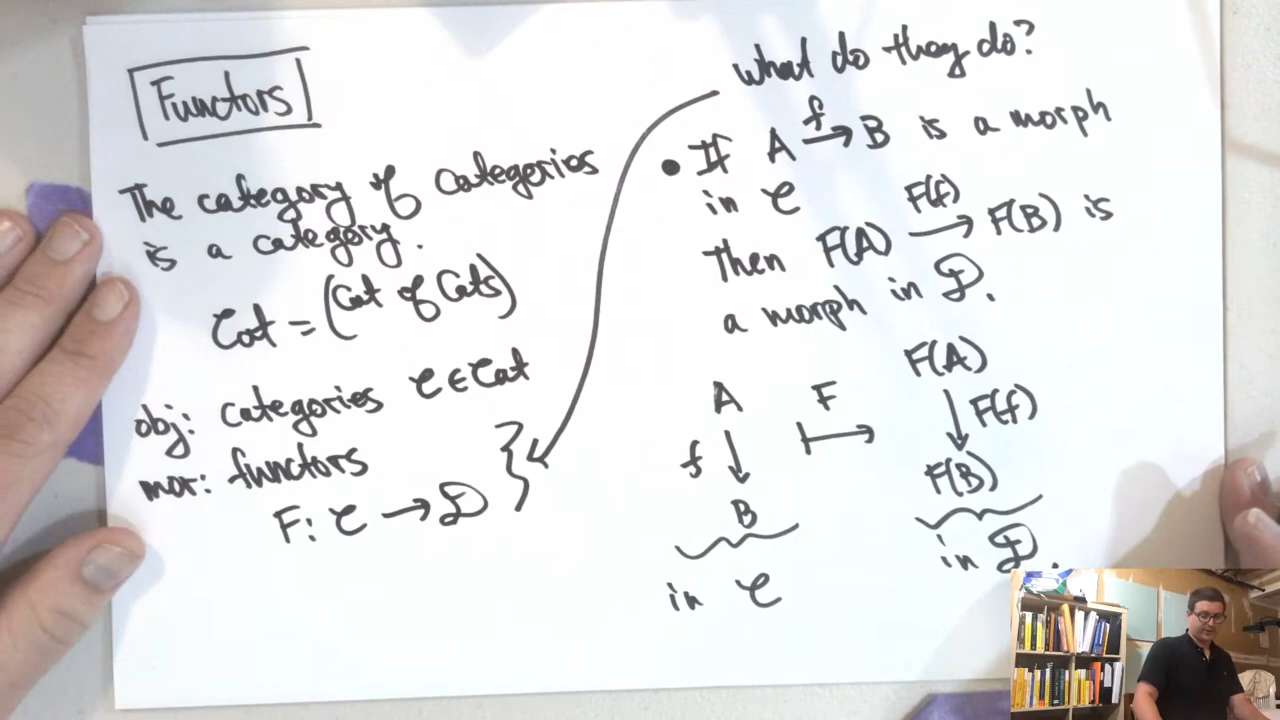 Functors
The category of categories
is a category.
Cat = (Cat of Cats)
obj: categories C ∈ Cat
mor: functors
F: C → D
What do they do?
• If A →f B is a morph
in C
Then F(A) →F(f) F(B) is
a morph in D.
A F F(A)
f ↓ ↦ ↓ F(f)
B F(B)
in C in D.